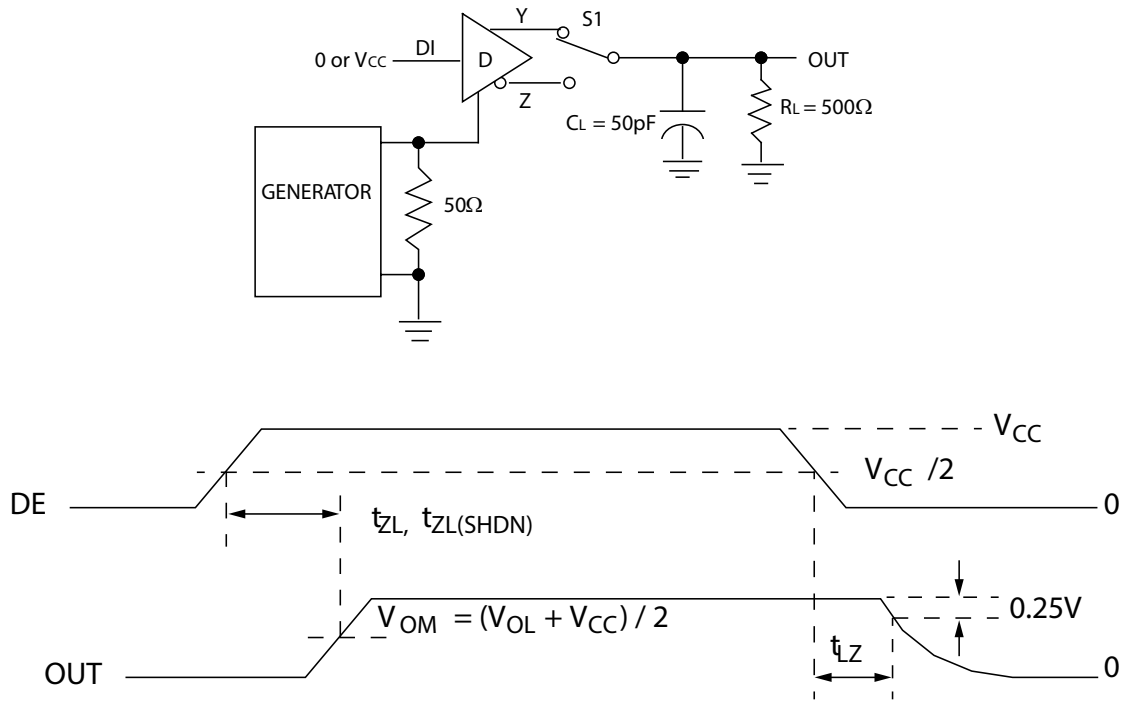 Y
S1
0 or VCC
DI
D
OUT
Z
CL = 50pF
RL = 500Ω
GENERATOR
50Ω
VCC
VCC /2
DE
0
tZL, tZL(SHDN)
VOM = (VOL + VCC) / 2
0.25V
tLZ
OUT
0